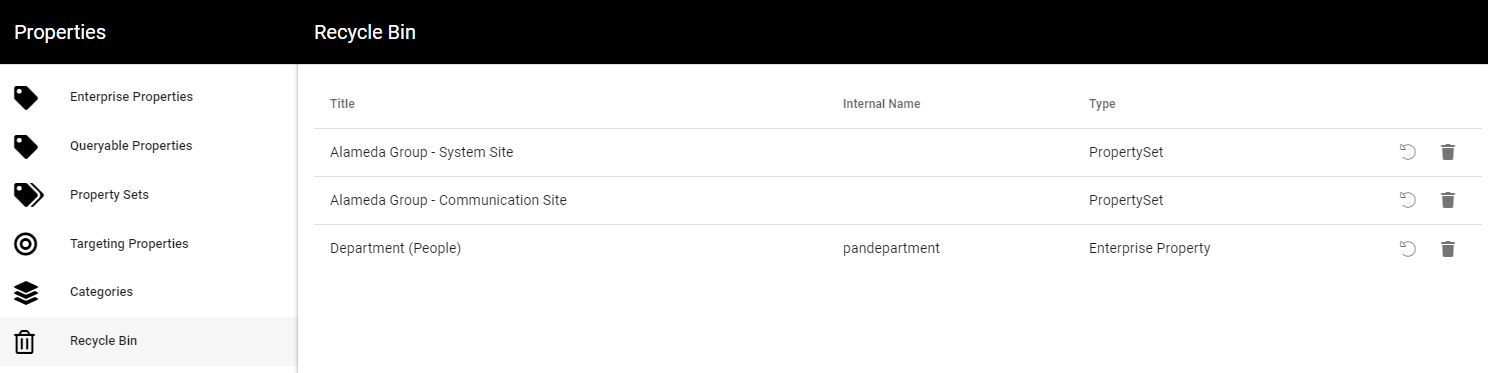 Properties
Recycle Bin
Enterprise Properties
Queryable Properties
Property Sets
Targeting Properties
Categories
Recycle Bin
Title Internal Name Type
Alameda Group - System Site PropertySet
Alameda Group - Communication Site PropertySet
Department (People) pandepartment Enterprise Property